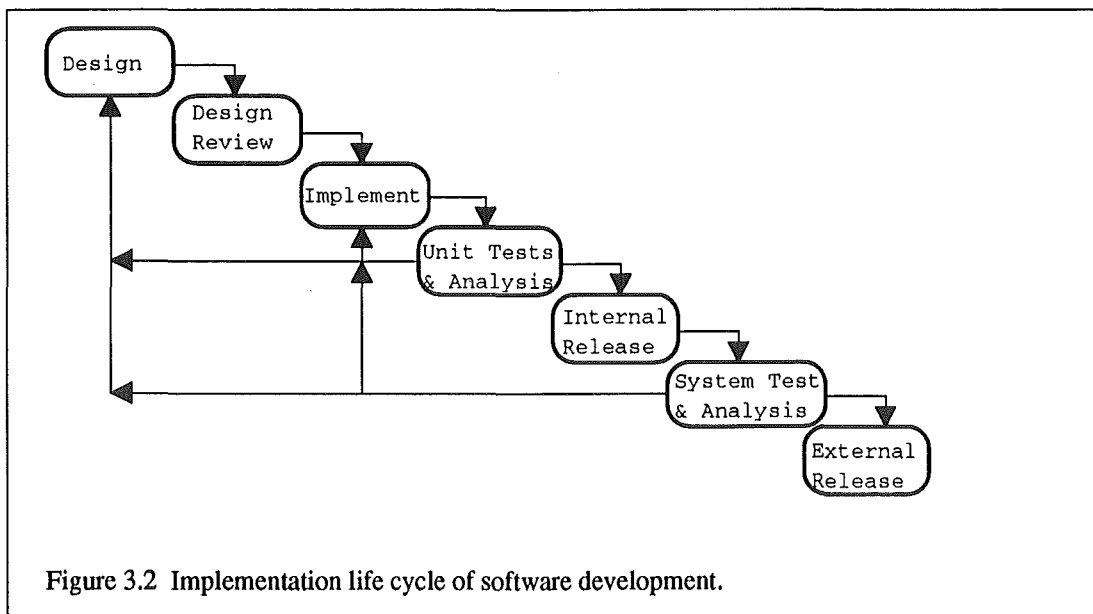 Design
Design
Review
Implement
Unit Tests
& Analysis
Internal
Release
System Test
& Analysis
External
Release
Figure 3.2 Implementation life cycle of software development.